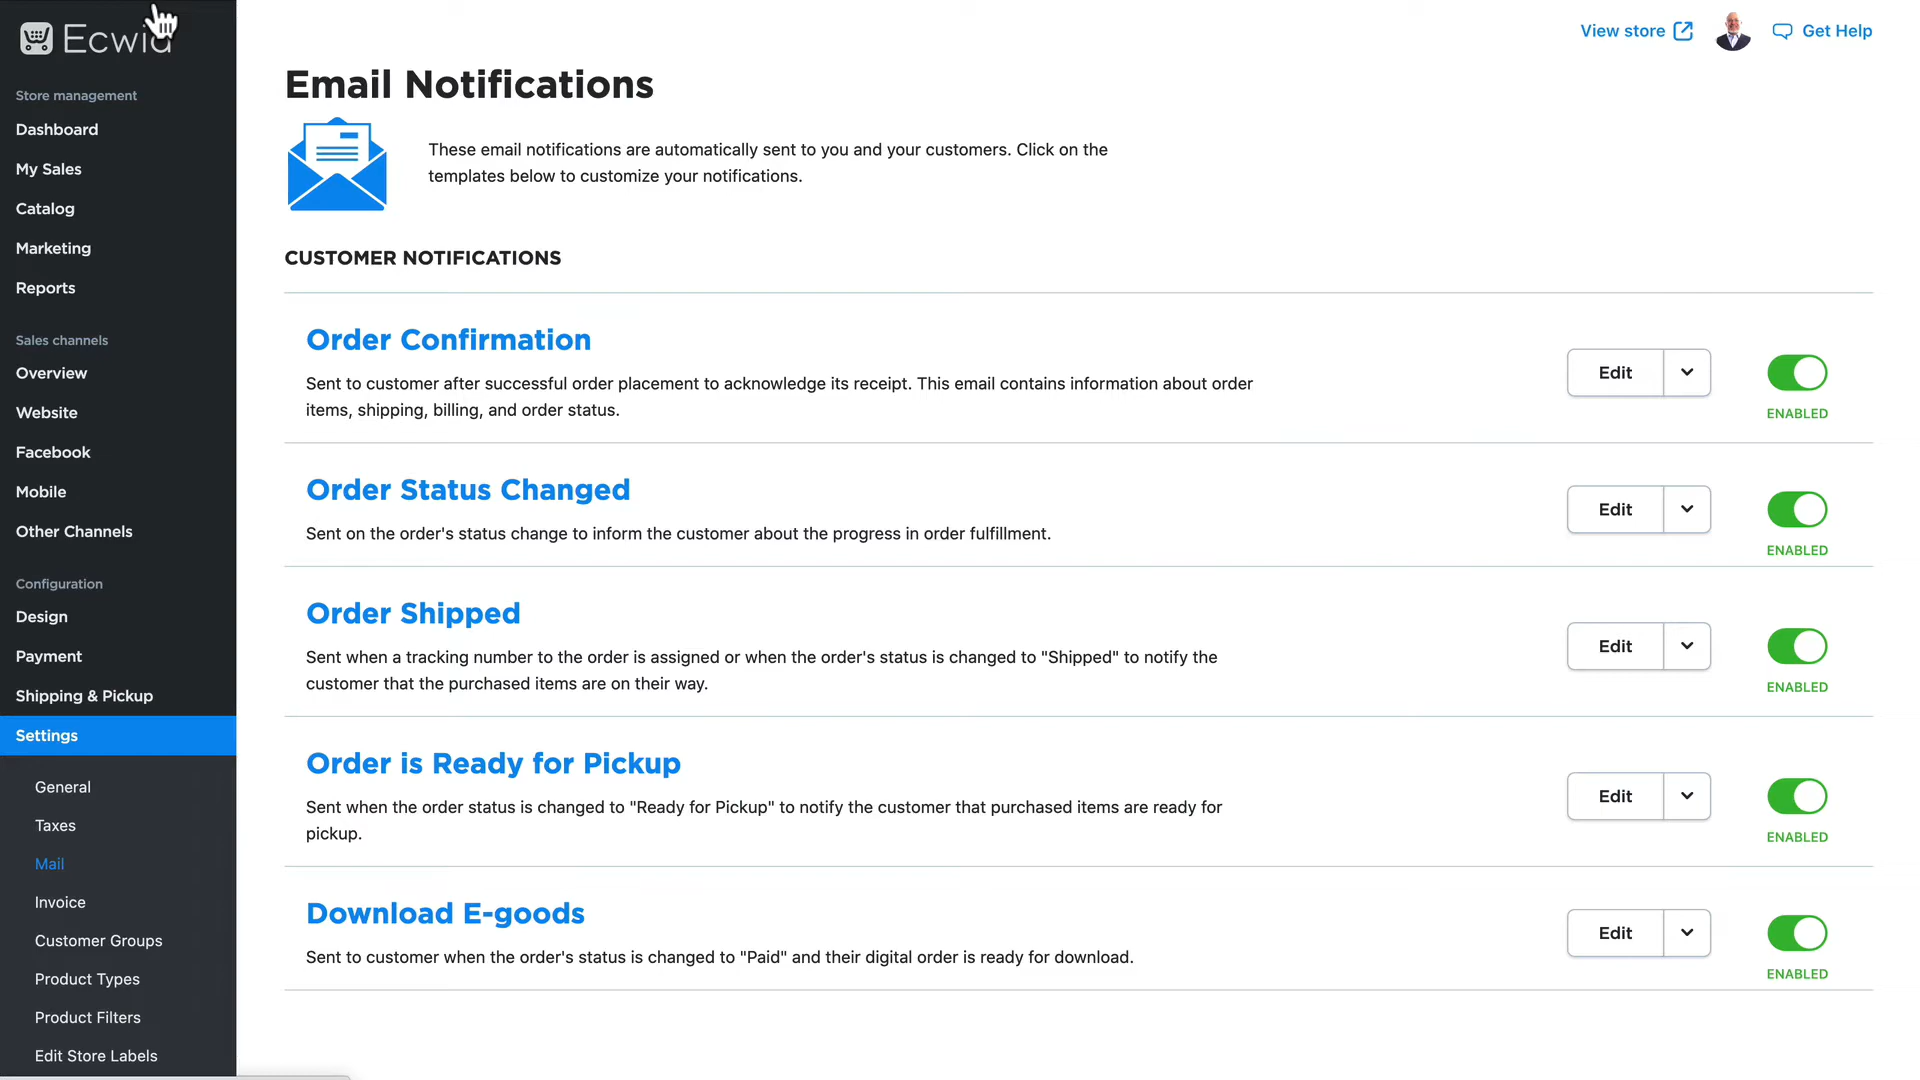 Ecwid
Store management
Dashboard
My Sales
Catalog
Marketing
Reports
Sales channels
Overview
Website
Facebook
Mobile
Other Channels
Configuration
Design
Payment
Shipping & Pickup
Settings
General
Taxes
Mail
Invoice
Customer Groups
Product Types
Product Filters
Edit Store Labels
View store
Get Help
Email Notifications
These email notifications are automatically sent to you and your customers. Click on the
templates below to customize your notifications.
CUSTOMER NOTIFICATIONS
Order Confirmation
Sent to customer after successful order placement to acknowledge its receipt. This email contains information about order
items, shipping, billing, and order status.
Edit
ENABLED
Order Status Changed
Sent on the order's status change to inform the customer about the progress in order fulfillment.
Edit
ENABLED
Order Shipped
Sent when a tracking number to the order is assigned or when the order's status is changed to "Shipped" to notify the
customer that the purchased items are on their way.
Edit
ENABLED
Order is Ready for Pickup
Sent when the order status is changed to "Ready for Pickup" to notify the customer that purchased items are ready for
pickup.
Edit
ENABLED
Download E-goods
Sent to customer when the order's status is changed to "Paid" and their digital order is ready for download.
Edit
ENABLED